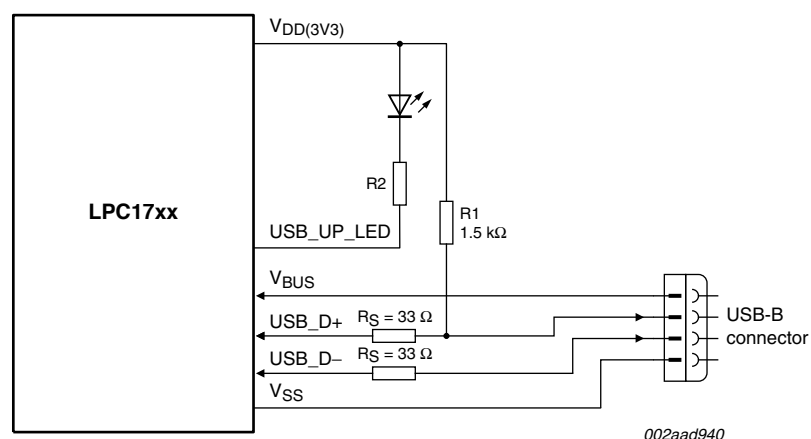 VDD(3V3)
LPC17xx
R2
R1
1.5 kΩ
USB_UP_LED
VBUS
USB_D+
RS = 33 Ω
USB-B
connector
USB_D−
RS = 33 Ω
VSS
002aad940